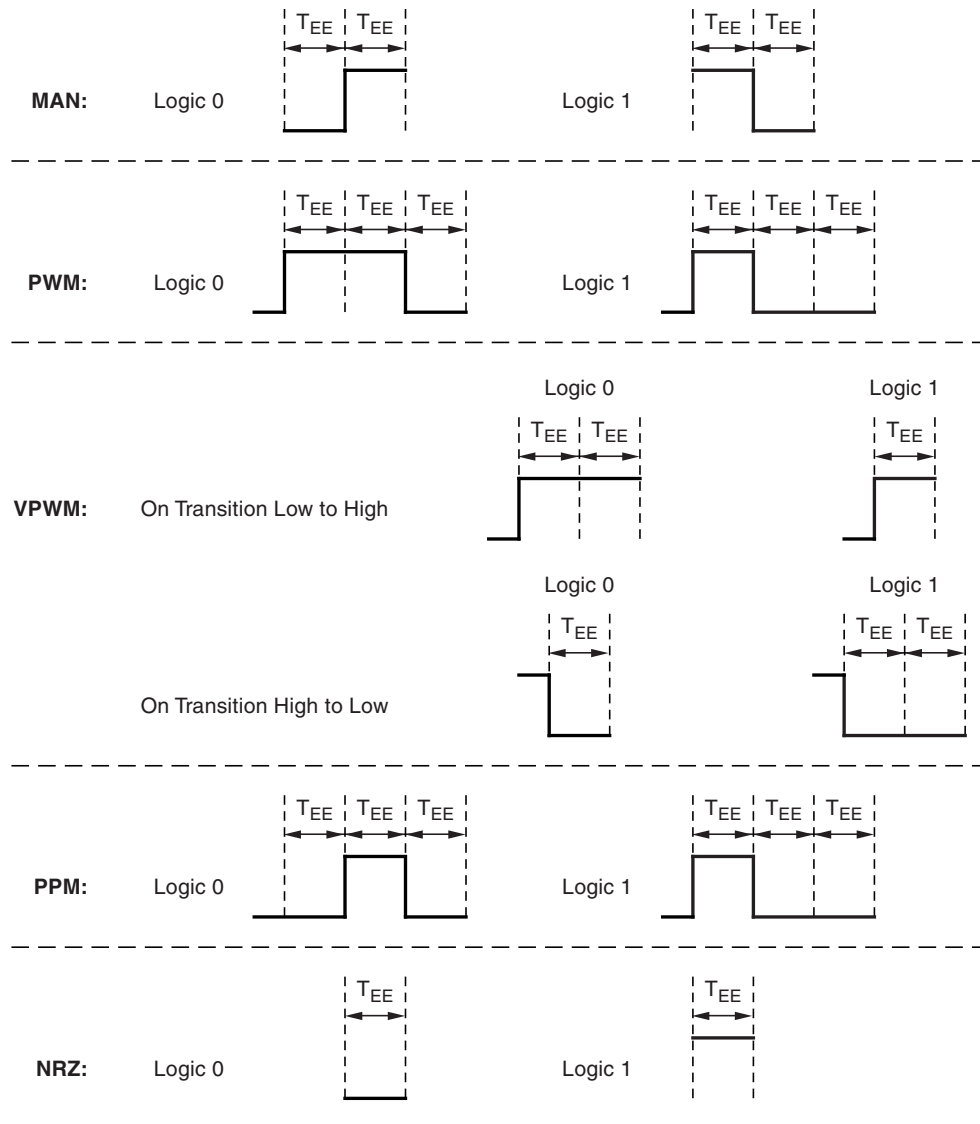 T_EE T_EE T_EE T_EE
MAN: Logic 0 Logic 1
T_EE T_EE T_EE T_EE T_EE T_EE
PWM: Logic 0 Logic 1
Logic 0 Logic 1
T_EE T_EE T_EE
VPWM: On Transition Low to High
Logic 0 Logic 1
T_EE T_EE T_EE
On Transition High to Low
T_EE T_EE T_EE T_EE T_EE T_EE
PPM: Logic 0 Logic 1
T_EE T_EE
NRZ: Logic 0 Logic 1